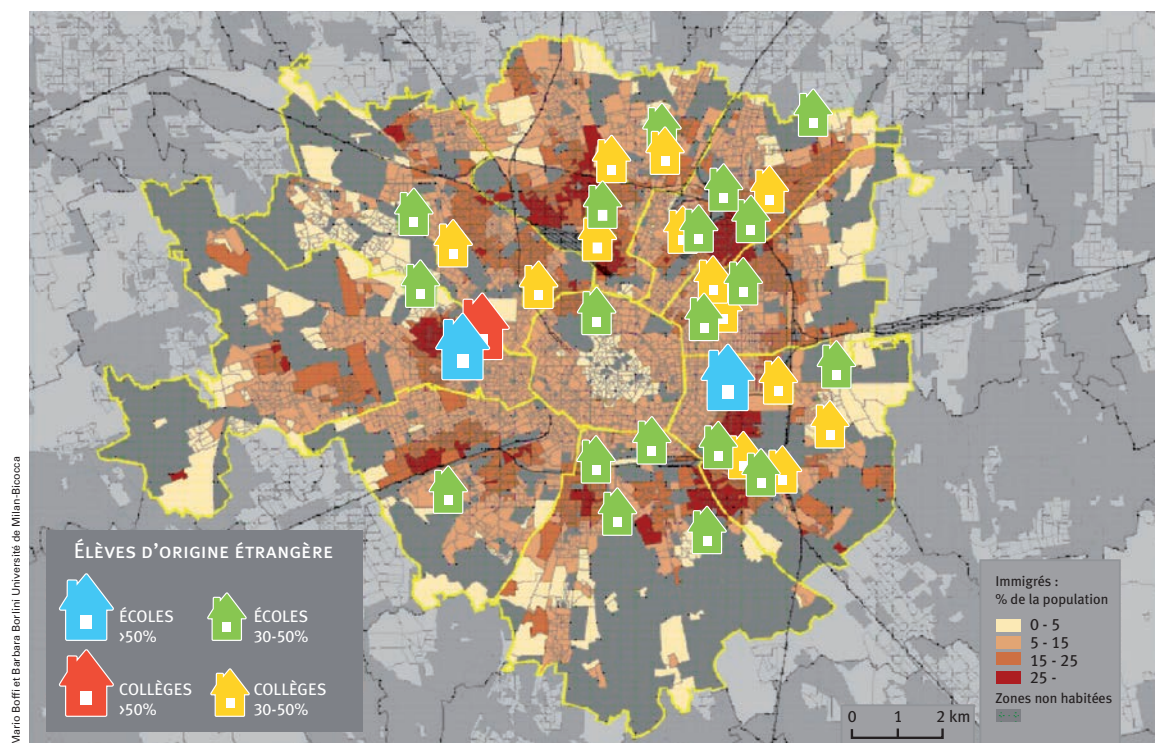 Mario Boffi et Barbara Borlini Université de Milan-Bicocca
ÉLÈVES D'ORIGINE ÉTRANGÈRE
ÉCOLES
>50%
ÉCOLES
30-50%
COLLÈGES
>50%
COLLÈGES
30-50%
0 1 2 km
Immigrés :
% de la population
0 - 5
5 - 15
15 - 25
25 -
Zones non habitées